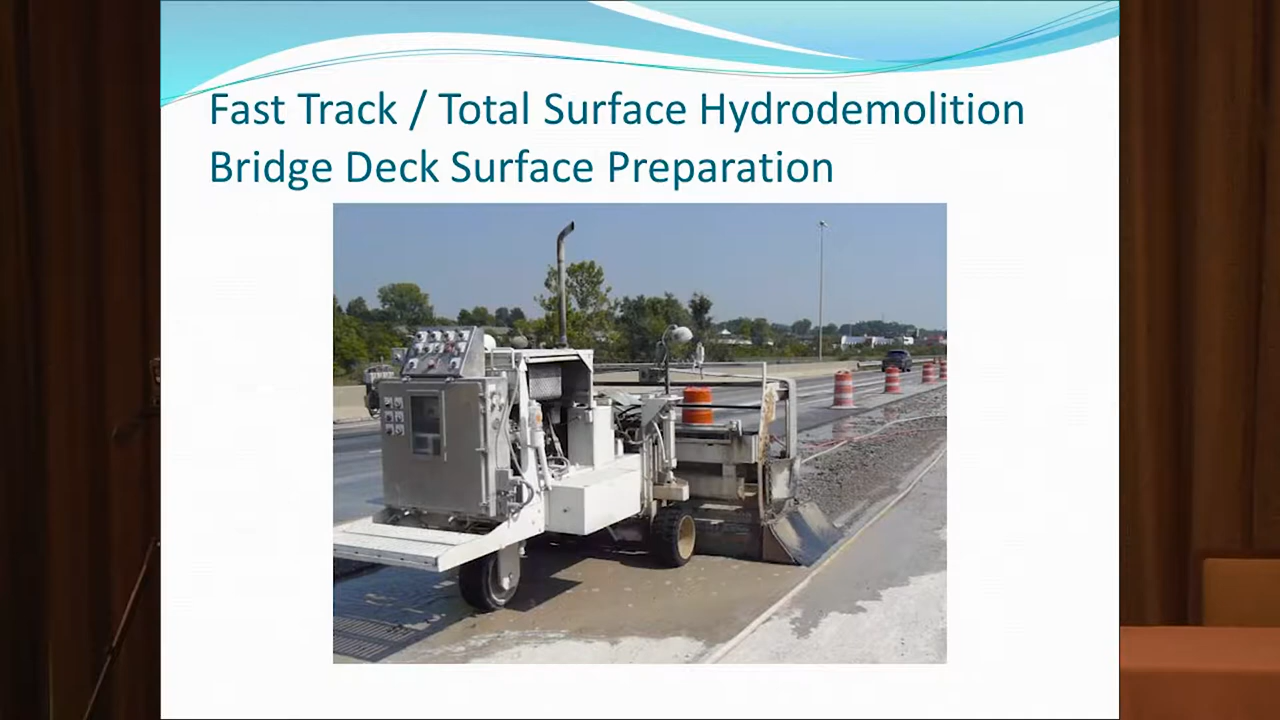 Fast Track / Total Surface Hydrodemolition
Bridge Deck Surface Preparation